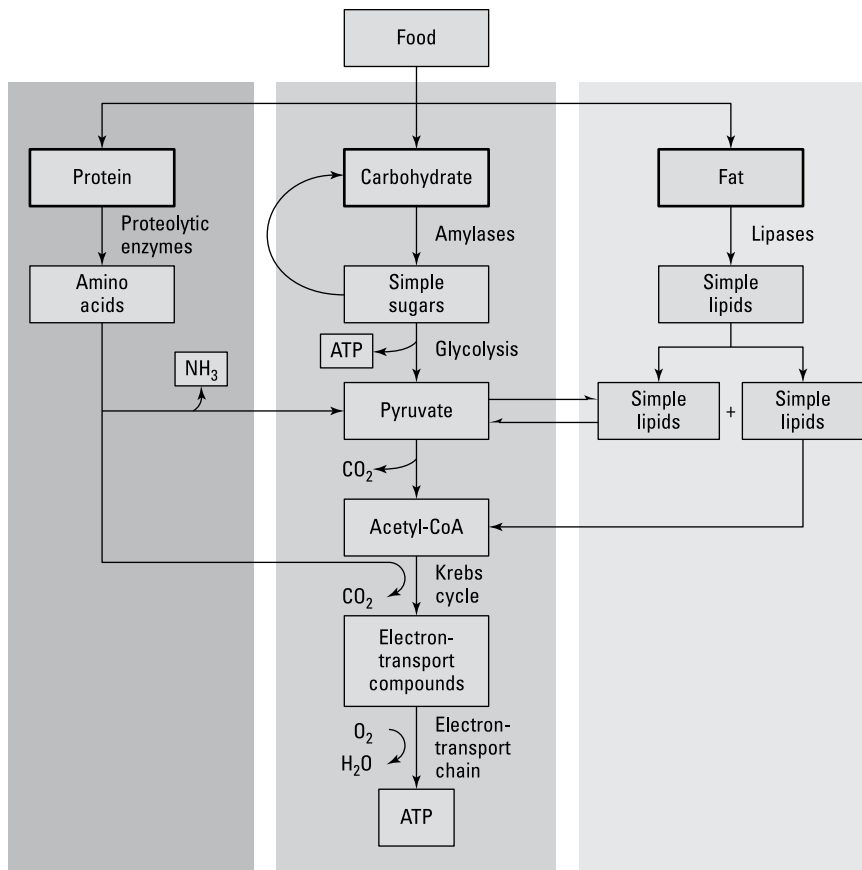 Food
Protein
Carbohydrate
Fat
Proteolytic
enzymes
Amylases
Lipases
Amino
acids
Simple
sugars
Simple
lipids
ATP
Glycolysis
NH₃
Pyruvate
Simple
lipids
+
Simple
lipids
CO₂
Acetyl-CoA
Krebs
cycle
CO₂
Electron-
transport
compounds
O₂
H₂O
Electron-
transport
chain
ATP